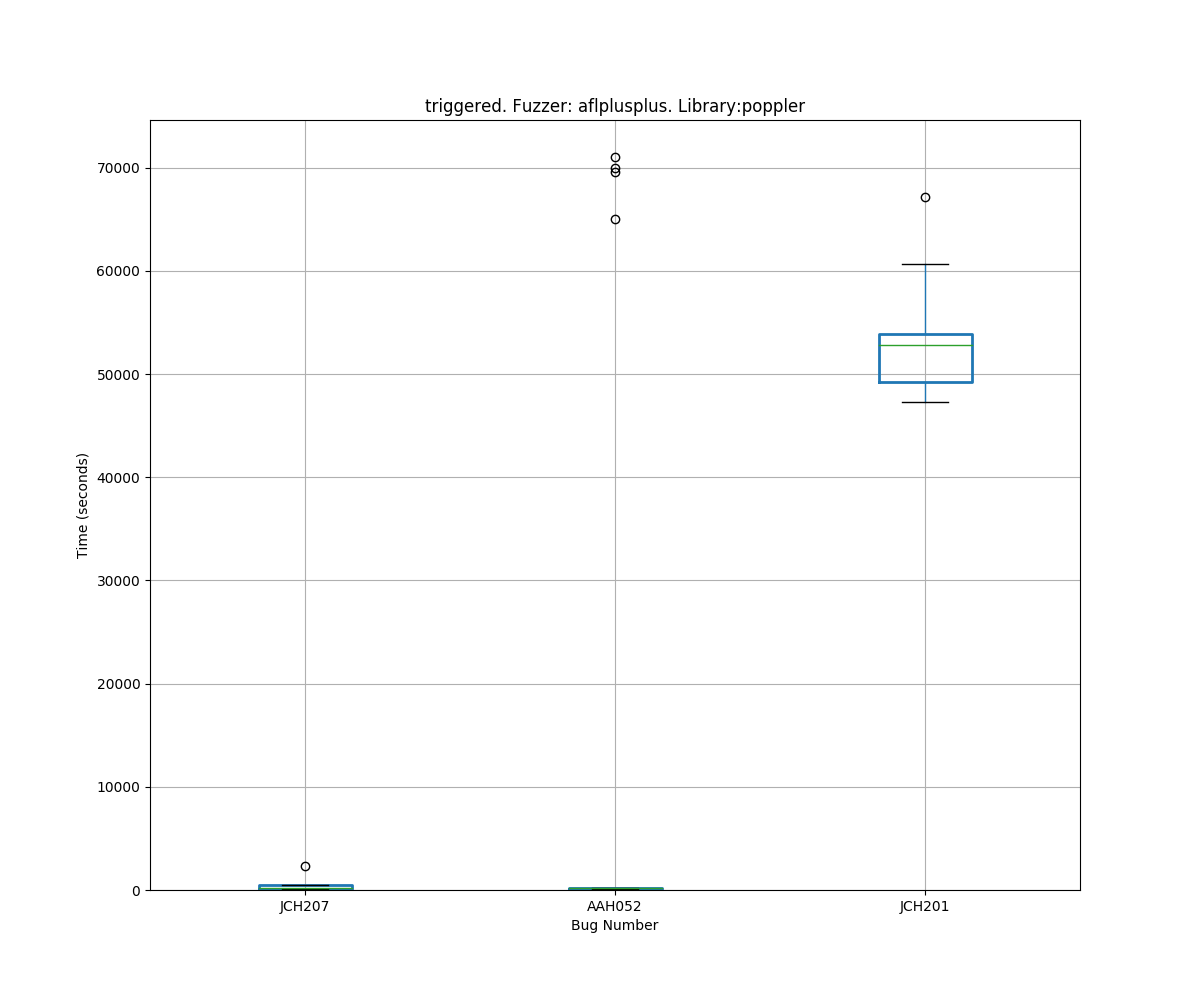 triggered. Fuzzer: aflplusplus. Library:poppler
70000
60000
50000
40000
30000
20000
10000
0
Time (seconds)
JCH207
AAH052
JCH201
Bug Number